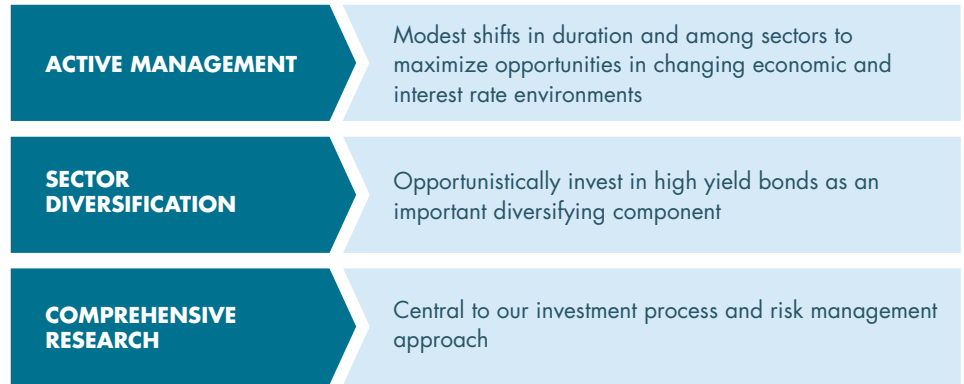 ACTIVE MANAGEMENT
Modest shifts in duration and among sectors to
maximize opportunities in changing economic and
interest rate environments
SECTOR
DIVERSIFICATION
Opportunistically invest in high yield bonds as an
important diversifying component
COMPREHENSIVE
RESEARCH
Central to our investment process and risk management
approach